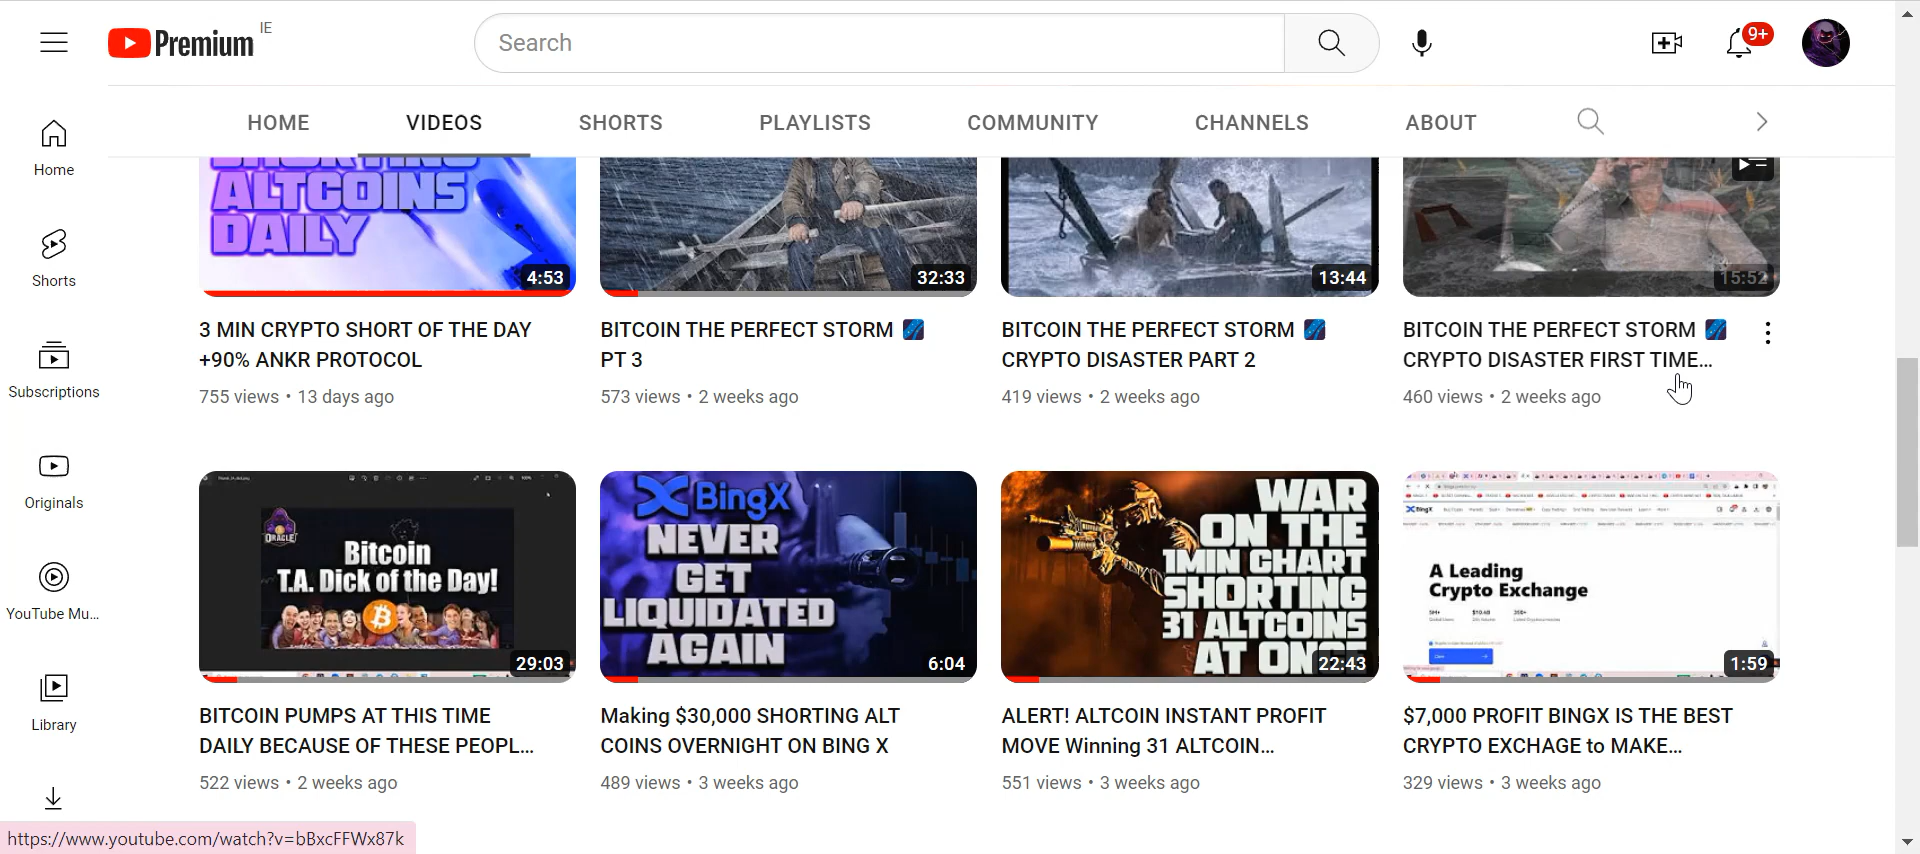 Premium IE
Search
9+
HOME VIDEOS SHORTS PLAYLISTS COMMUNITY CHANNELS ABOUT
Home
Shorts
Subscriptions
Originals
YouTube Mu...
Library
SHORTING
ALTCOINS
DAILY
4:53
3 MIN CRYPTO SHORT OF THE DAY
+90% ANKR PROTOCOL
755 views • 13 days ago
32:33
BITCOIN THE PERFECT STORM 🌌
PT 3
573 views • 2 weeks ago
13:44
BITCOIN THE PERFECT STORM 🌌
CRYPTO DISASTER PART 2
419 views • 2 weeks ago
15:52
BITCOIN THE PERFECT STORM 🌌
CRYPTO DISASTER FIRST TIME...
460 views • 2 weeks ago
ORACLE
Bitcoin
T.A. Dick of the Day!
29:03
BITCOIN PUMPS AT THIS TIME
DAILY BECAUSE OF THESE PEOPL...
522 views • 2 weeks ago
BingX
NEVER
GET
LIQUIDATED
AGAIN
6:04
Making $30,000 SHORTING ALT
COINS OVERNIGHT ON BING X
489 views • 3 weeks ago
WAR
ON THE
1MIN CHART
SHORTING
31 ALTCOINS
AT ONCE
22:43
ALERT! ALTCOIN INSTANT PROFIT
MOVE Winning 31 ALTCOIN...
551 views • 3 weeks ago
BingX
A Leading
Crypto Exchange
1:59
$7,000 PROFIT BINGX IS THE BEST
CRYPTO EXCHAGE to MAKE...
329 views • 3 weeks ago
https://www.youtube.com/watch?v=bBxcFFWx87k